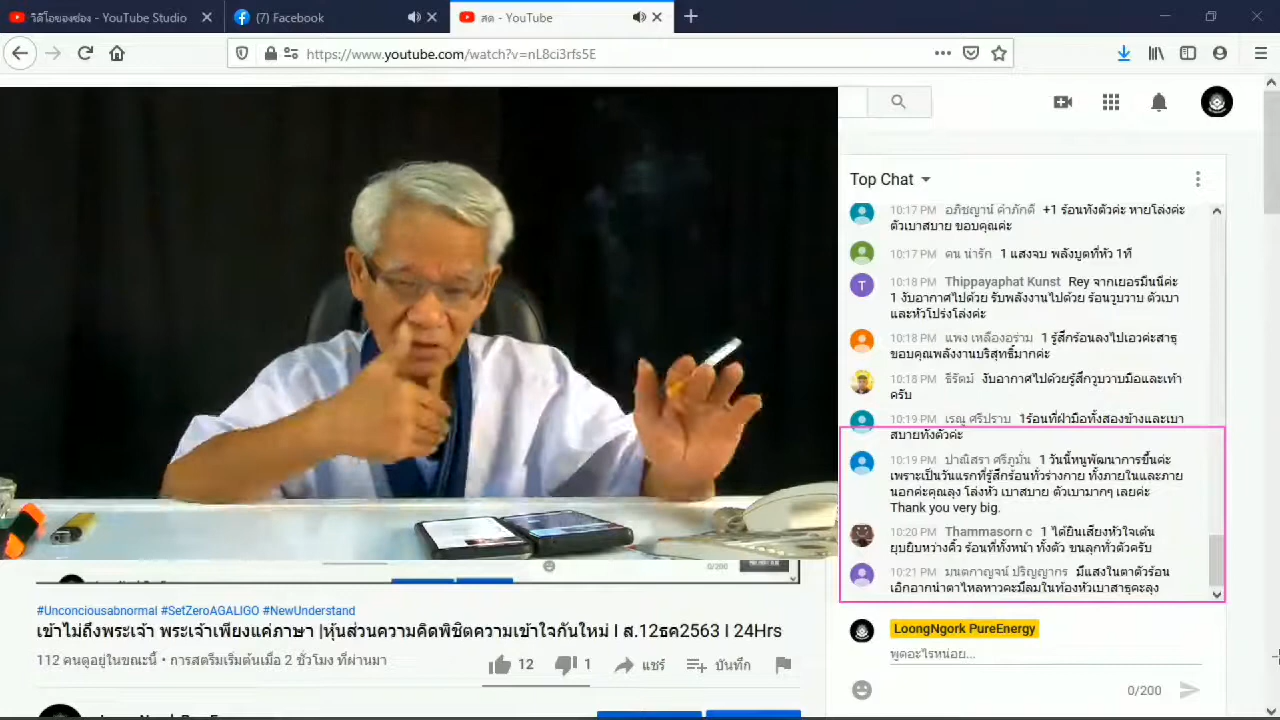 วิดีโอของช่อง - YouTube Studio
(7) Facebook
สด - YouTube
https://www.youtube.com/watch?v=nL8ci3rfs5E
Top Chat
10:17 PM อภิชญาน์ คำภักดี +1 ร้อนทั้งตัวค่ะ หายโล่งค่ะ
ตัวเบาสบาย ขอบคุณค่ะ
10:17 PM คน น่ารัก 1 แสงจบ พลังบูตที่หัว 1ที
10:18 PM Thippayaphat Kunst Rey จากเยอรมันนีค่ะ
1 งับอากาศไปด้วย รับพลังงานไปด้วย ร้อนวูบวาบ ตัวเบา
และหัวโปร่งโล่งค่ะ
10:18 PM แพง เหลืองอร่าม 1 รู้สึกร้อนลงไปเอวค่ะสาธุ
ขอบคุณพลังงานบริสุทธิ์มากค่ะ
10:18 PM ธีรัตม์ งับอากาศไปด้วยรู้สึกวูบวาบมือและเท้า
ครับ
10:19 PM เรณู ศรีปราบ 1ร้อนที่ฝ่ามือทั้งสองข้างและเบา
สบายทั้งตัวค่ะ
10:19 PM ปาณิสรา ศรีภูมั่น 1 วันนี้หนูพัฒนาการขึ้นค่ะ
เพราะเป็นวันแรกที่รู้สึกร้อนทั่วร่างกาย ทั้งภายในและภาย
นอกค่ะคุณลุง โล่งหัว เบาสบาย ตัวเบามากๆ เลยค่ะ
Thank you very big.
10:20 PM Thammasorn c 1 ได้ยินเสียงหัวใจเต้น
ยุบยิบหว่างคิ้ว ร้อนที่ทั้งหน้า ทั้งตัว ขนลุกทั่วตัวครับ
10:21 PM มนตกาญจน์ ปริญญากร มีแสงในตาตัวร้อน
เอิกอากน้ำตาไหลหาวคะมีลมในท้องหัวเบาสาธุคะลุง
LoongNgork PureEnergy
พูดอะไรหน่อย...
0/200
0/200
#Unconciousabnormal #SetZeroAGALIGO #NewUnderstand
เข้าไม่ถึงพระเจ้า พระเจ้าเพียงแค่ภาษา |หุ้นส่วนความคิดพิชิตความเข้าใจกันใหม่ I ส.12ธค2563 I 24Hrs
112 คนดูอยู่ในขณะนี้ • การสตรีมเริ่มต้นเมื่อ 2 ชั่วโมง ที่ผ่านมา
12 1 แชร์ บันทึก